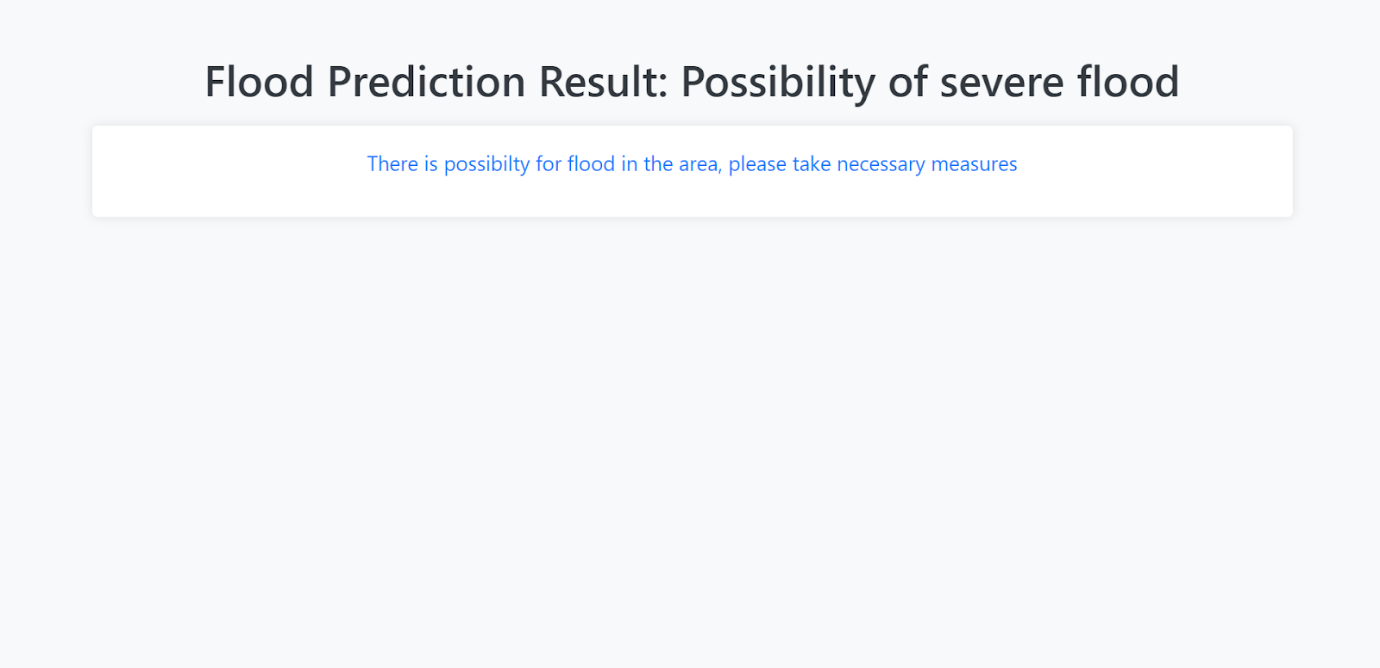 Flood Prediction Result: Possibility of severe flood
There is possibilty for flood in the area, please take necessary measures